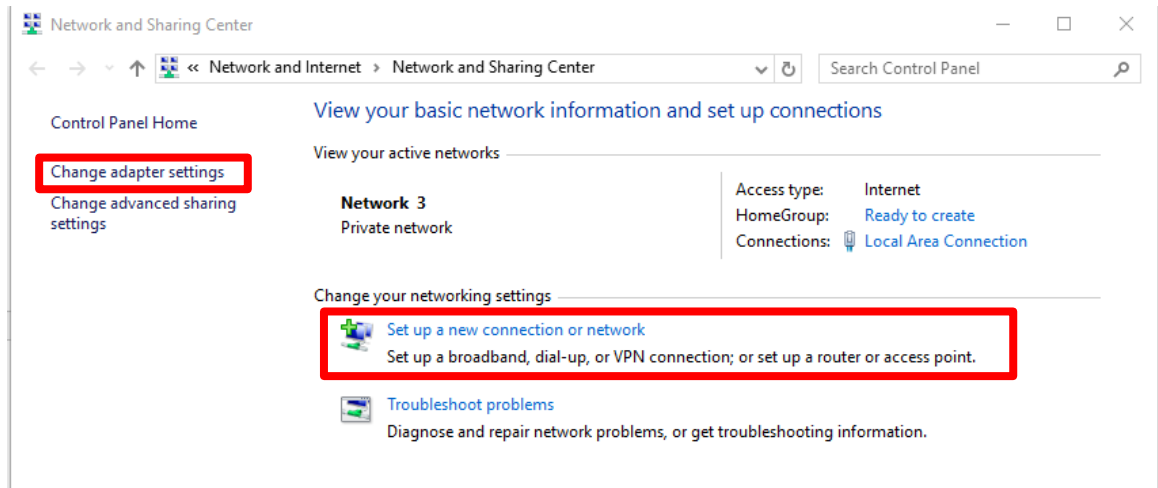 Network and Sharing Center
« Network and Internet › Network and Sharing Center
Search Control Panel
Control Panel Home
Change adapter settings
Change advanced sharing
settings
View your basic network information and set up connections
View your active networks
Network 3
Private network
Access type: Internet
HomeGroup: Ready to create
Connections: Local Area Connection
Change your networking settings
Set up a new connection or network
Set up a broadband, dial-up, or VPN connection; or set up a router or access point.
Troubleshoot problems
Diagnose and repair network problems, or get troubleshooting information.